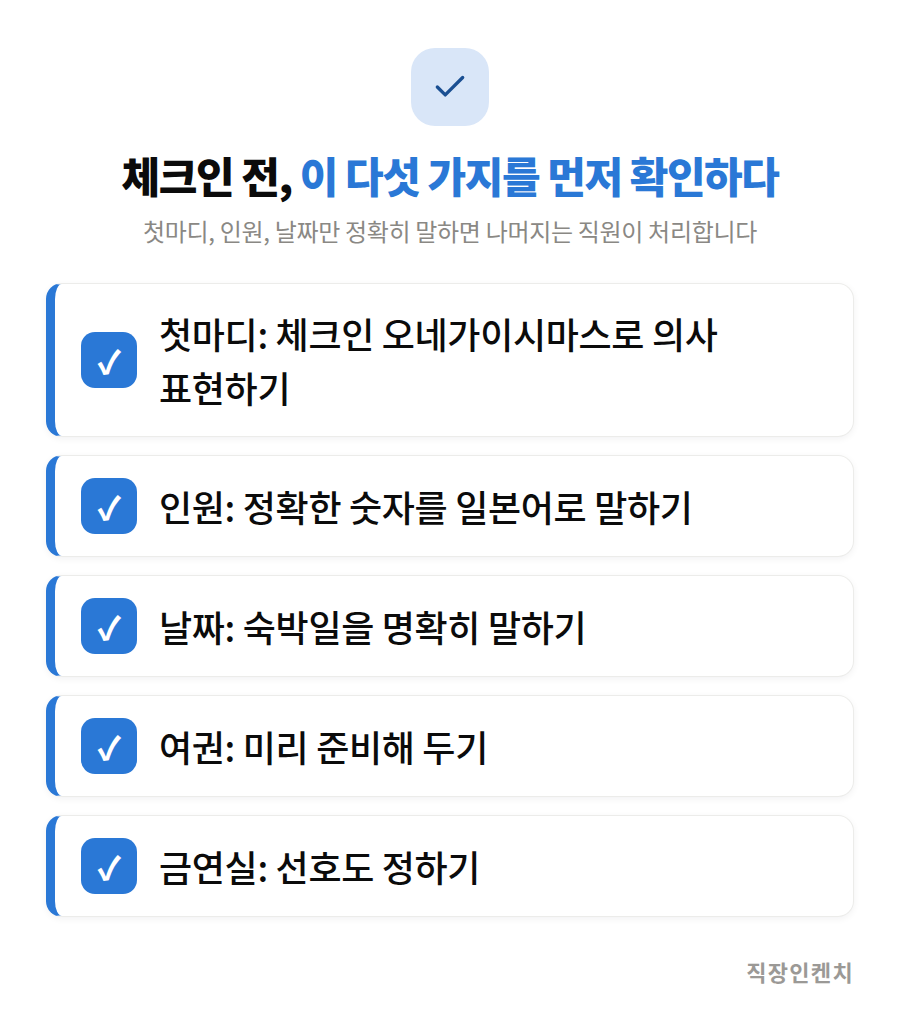 체크인 전, 이 다섯 가지를 먼저 확인하다
첫마디, 인원, 날짜만 정확히 말하면 나머지는 직원이 처리합니다
첫마디: 체크인 오네가이시마스로 의사
표현하기
인원: 정확한 숫자를 일본어로 말하기
날짜: 숙박일을 명확히 말하기
여권: 미리 준비해 두기
금연실: 선호도 정하기
직장인켄치